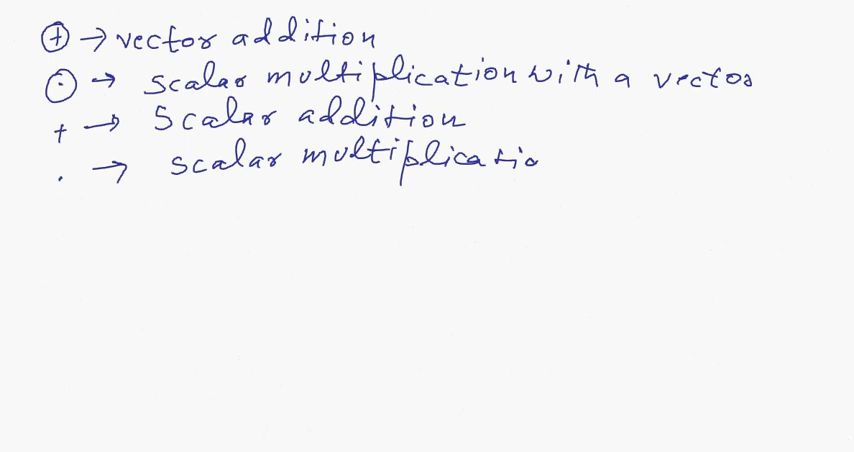 ⊕ → vector addition
⊙ → scalar multiplication with a vector
+ → Scalar addition
. → scalar multiplicatio